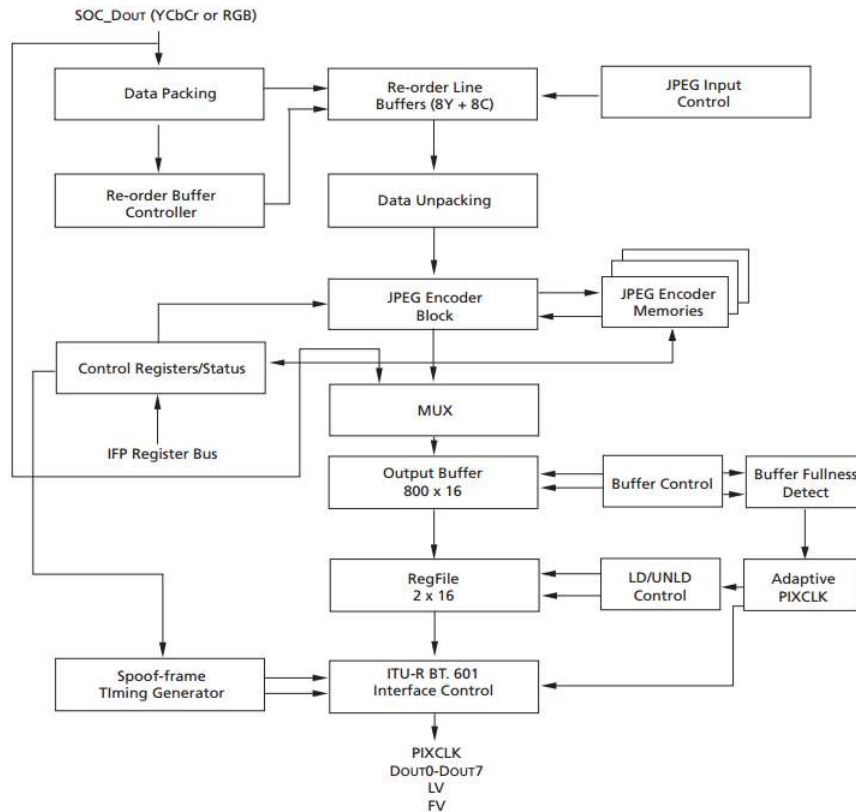 SOC_DOUT (YCbCr or RGB)
Data Packing
Re-order Line
Buffers (8Y + 8C)
JPEG Input
Control
Re-order Buffer
Controller
Data Unpacking
JPEG Encoder
Block
JPEG Encoder
Memories
Control Registers/Status
MUX
IFP Register Bus
Output Buffer
800 x 16
Buffer Control
Buffer Fullness
Detect
RegFile
2 x 16
LD/UNLD
Control
Adaptive
PIXCLK
Spoof-frame
TIming Generator
ITU-R BT. 601
Interface Control
PIXCLK
DOUT0-DOUT7
LV
FV